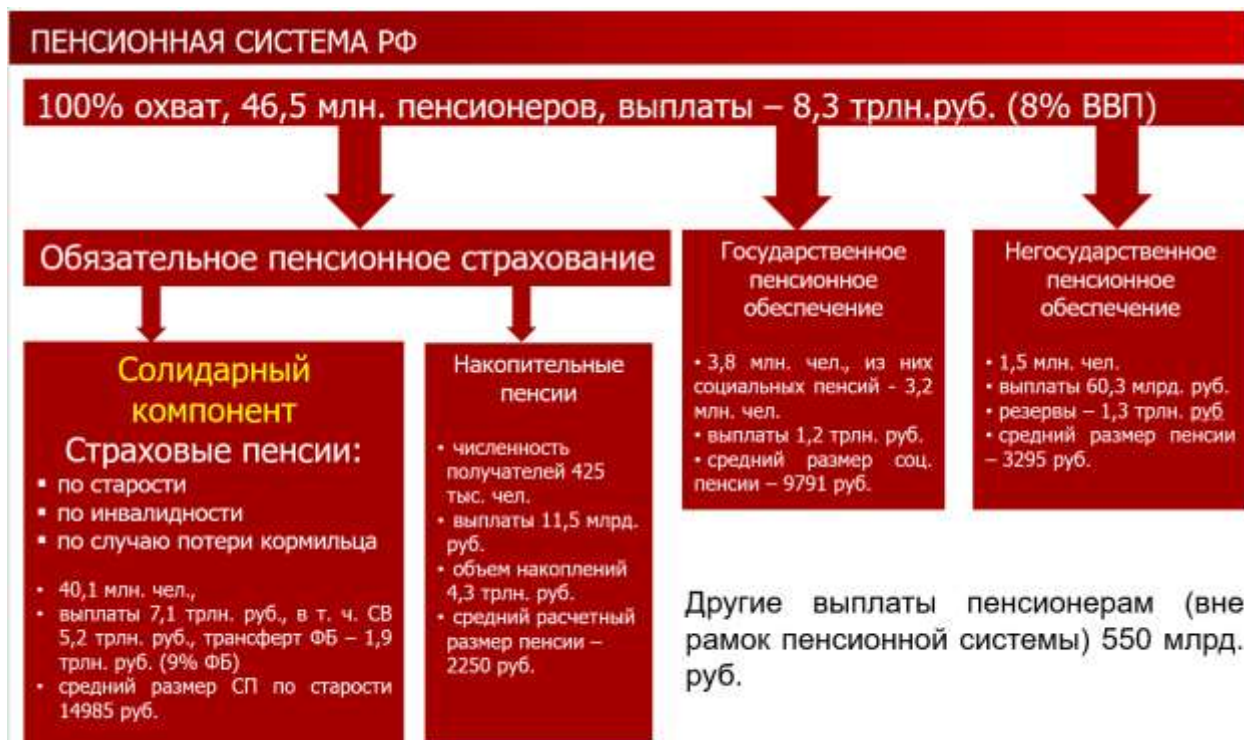 ПЕНСИОННАЯ СИСТЕМА РФ
100% охват, 46,5 млн. пенсионеров, выплаты – 8,3 трлн.руб. (8% ВВП)
Обязательное пенсионное страхование
Солидарный
компонент
Страховые пенсии:
▪ по старости
▪ по инвалидности
▪ по случаю потери кормильца
• 40,1 млн. чел.,
• выплаты 7,1 трлн. руб., в т. ч. СВ
5,2 трлн. руб., трансферт ФБ – 1,9
трлн. руб. (9% ФБ)
• средний размер СП по старости
14985 руб.
Накопительные
пенсии
• численность
получателей 425
тыс. чел.
• выплаты 11,5 млрд.
руб.
• объем накоплений
4,3 трлн. руб.
• средний расчетный
размер пенсии –
2250 руб.
Государственное
пенсионное
обеспечение
• 3,8 млн. чел., из них
социальных пенсий - 3,2
млн. чел.
• выплаты 1,2 трлн. руб.
• средний размер соц.
пенсии – 9791 руб.
Негосударственное
пенсионное
обеспечение
• 1,5 млн. чел.
• выплаты 60,3 млрд. руб.
• резервы – 1,3 трлн. руб
• средний размер пенсии
– 3295 руб.
Другие выплаты пенсионерам (вне
рамок пенсионной системы) 550 млрд.
руб.